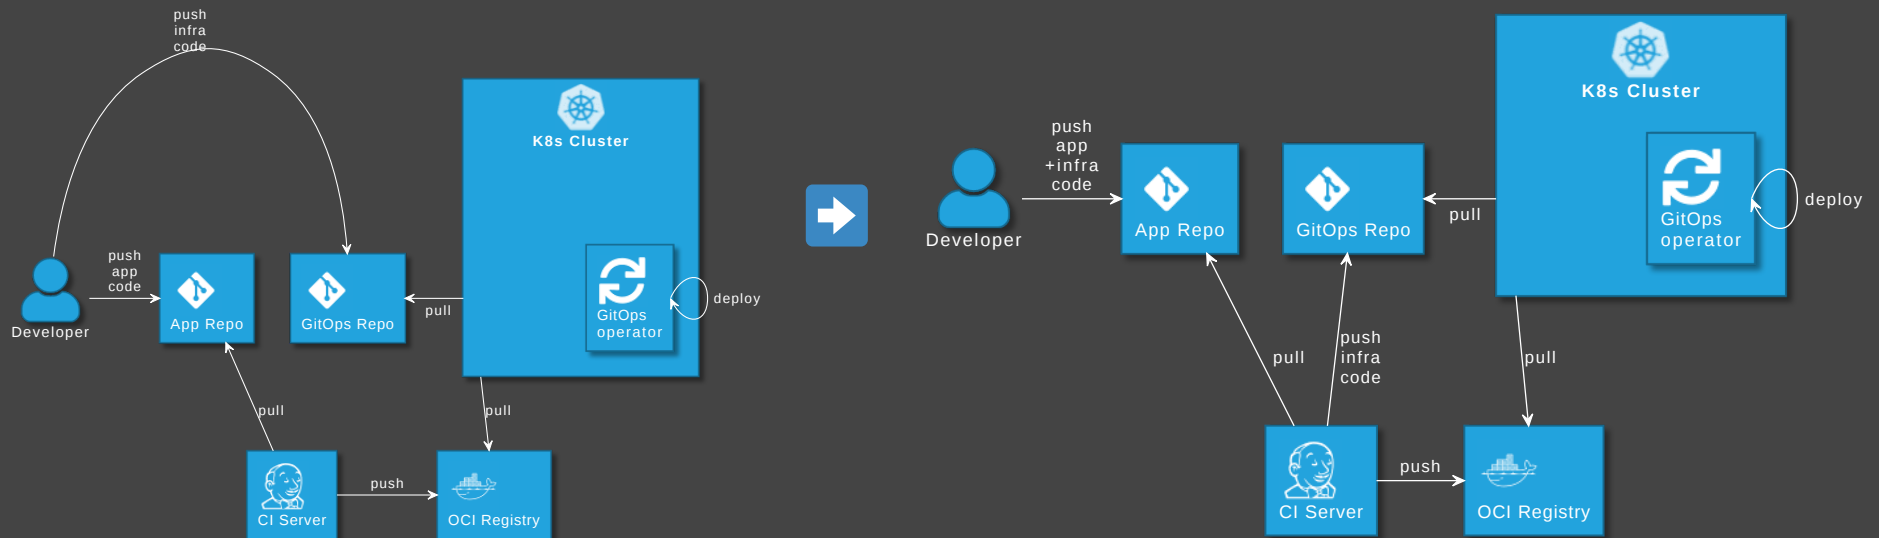 push
infra
code
K8s Cluster
push
app
code
Developer
App Repo
GitOps Repo
pull
GitOps
operator
deploy
pull
pull
CI Server
push
OCI Registry
K8s Cluster
push
app
+infra
code
Developer
App Repo
GitOps Repo
pull
GitOps
operator
deploy
pull
push
infra
code
pull
CI Server
push
OCI Registry